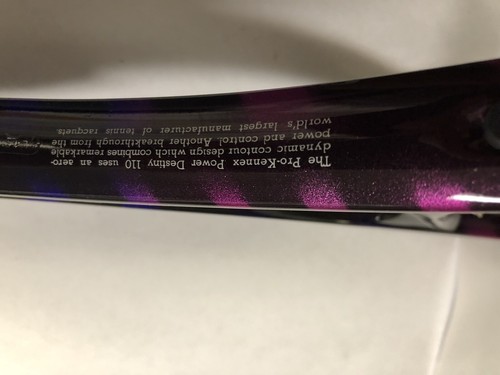 The Pro-Kennex Power Destiny 110 uses an aero-
dynamic contour design which combines remarkable
power and control. Another breakthrough from the
world's largest manufacturer of tennis racquets.